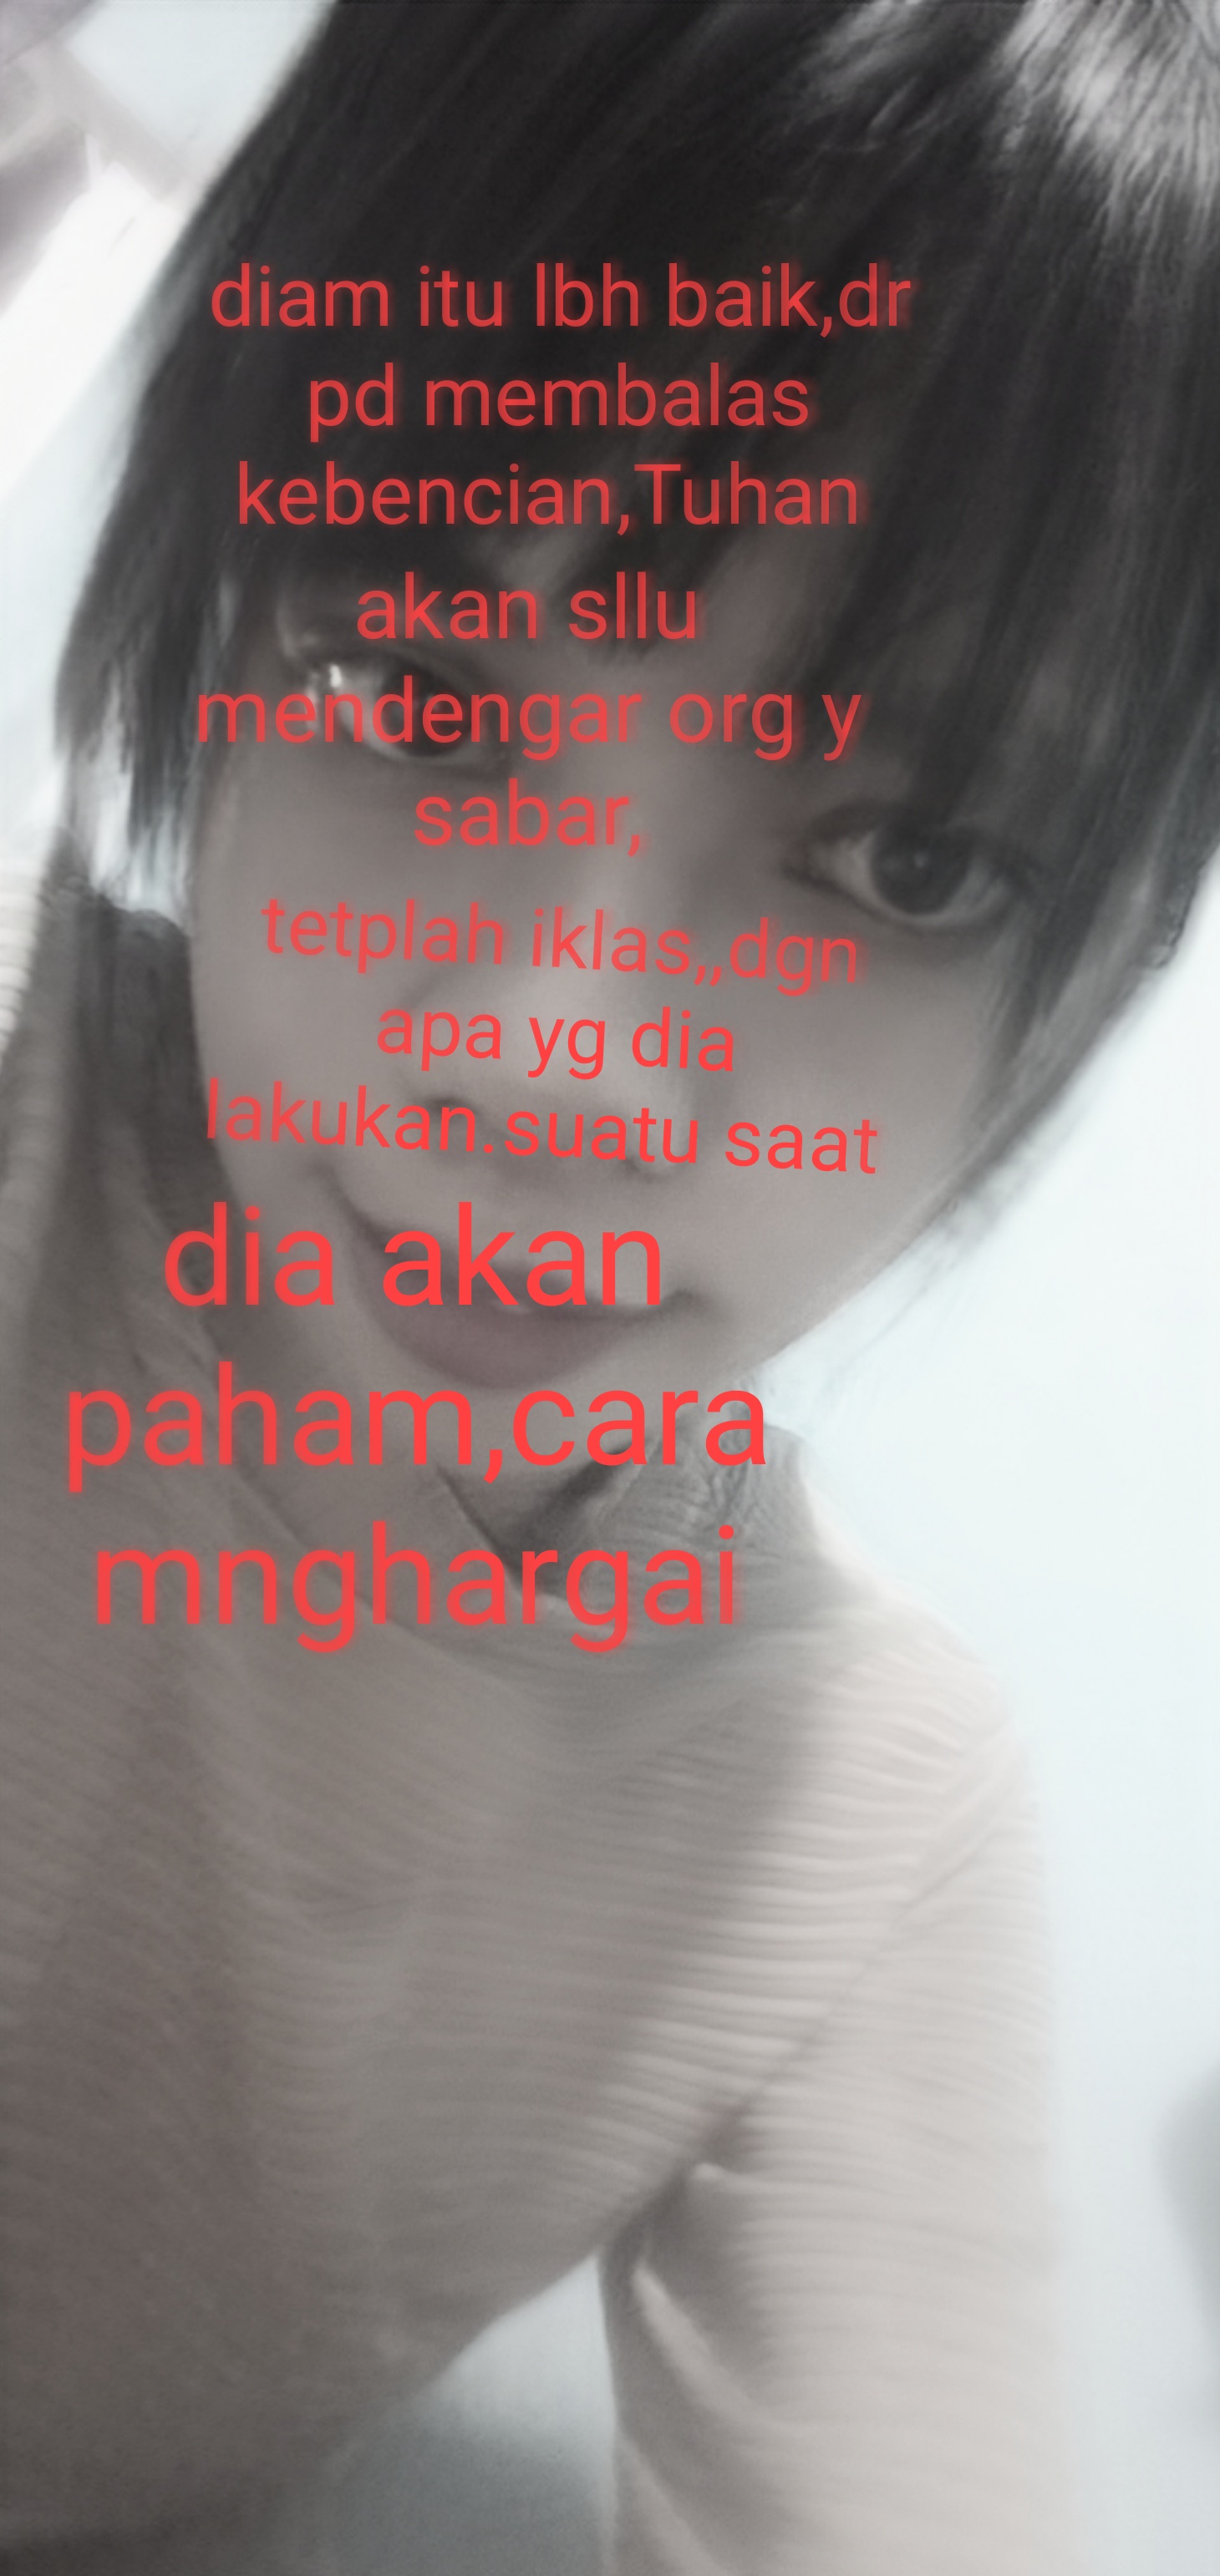 diam itu lbh baik,dr
pd membalas
kebencian,Tuhan
akan sllu
mendengar org y
sabar,
tetplah iklas,,dgn
apa yg dia
lakukan.suatu saat
dia akan
paham,cara
mnghargai